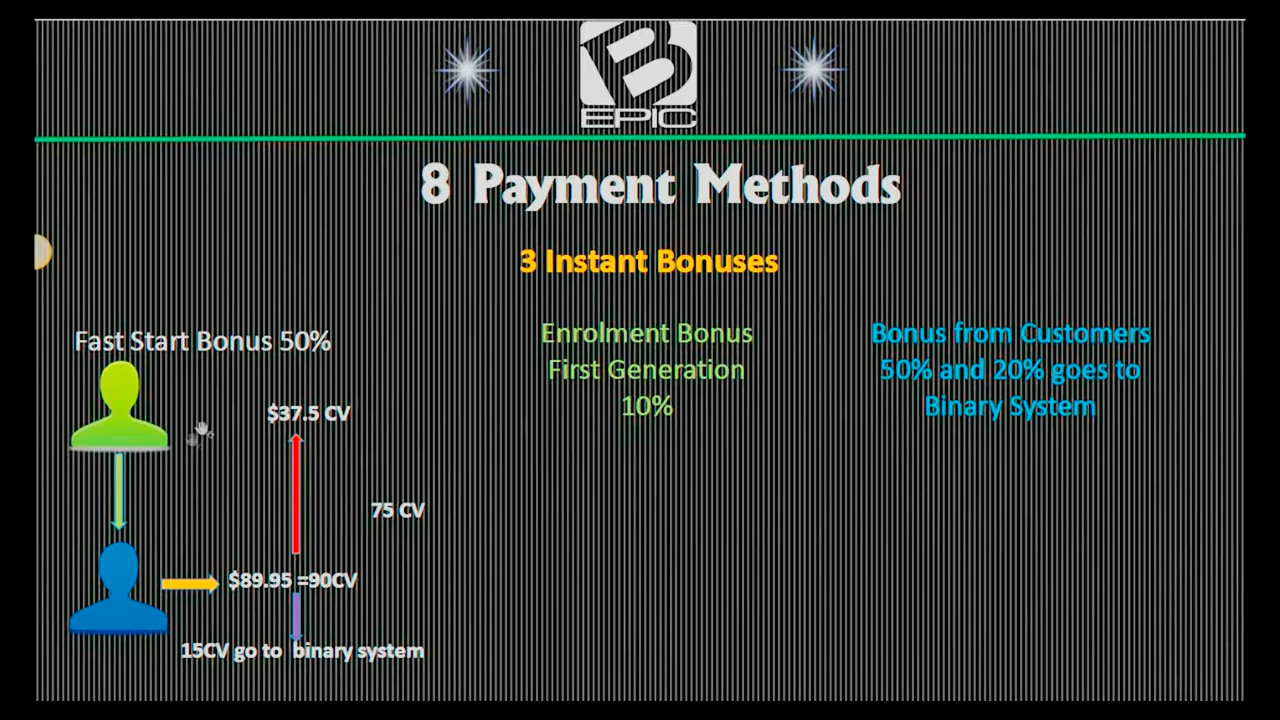 B
EPIC
8 Payment Methods
3 Instant Bonuses
Fast Start Bonus 50%
$37.5 CV
75 CV
$89.95 =90CV
15CV go to binary system
Enrolment Bonus
First Generation
10%
Bonus from Customers
50% and 20% goes to
Binary System